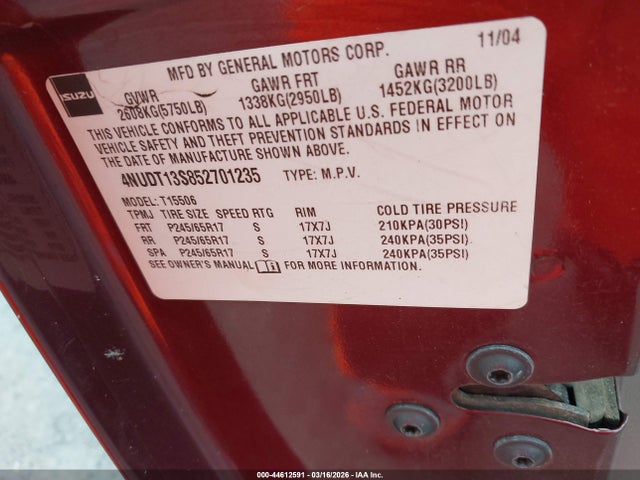 MFD BY GENERAL MOTORS CORP. 11/04
ISUZU
GVWR GAWR FRT GAWR RR
2608KG(5750LB) 1338KG(2950LB) 1452KG(3200LB)
THIS VEHICLE CONFORMS TO ALL APPLICABLE U.S. FEDERAL MOTOR
VEHICLE SAFETY AND THEFT PREVENTION STANDARDS IN EFFECT ON
THE DATE OF MANUFACTURE SHOWN ABOVE.
4NUDT13S852701235 TYPE: M.P.V.
MODEL: T15506
TPMJ TIRE SIZE SPEED RTG RIM COLD TIRE PRESSURE
FRT P245/65R17 S 17X7J 210KPA(30PSI)
RR P245/65R17 S 17X7J 240KPA(35PSI)
SPA P245/65R17 S 17X7J 240KPA(35PSI)
SEE OWNER'S MANUAL FOR MORE INFORMATION.
000-44612591 - 03/16/2026 - IAA Inc.